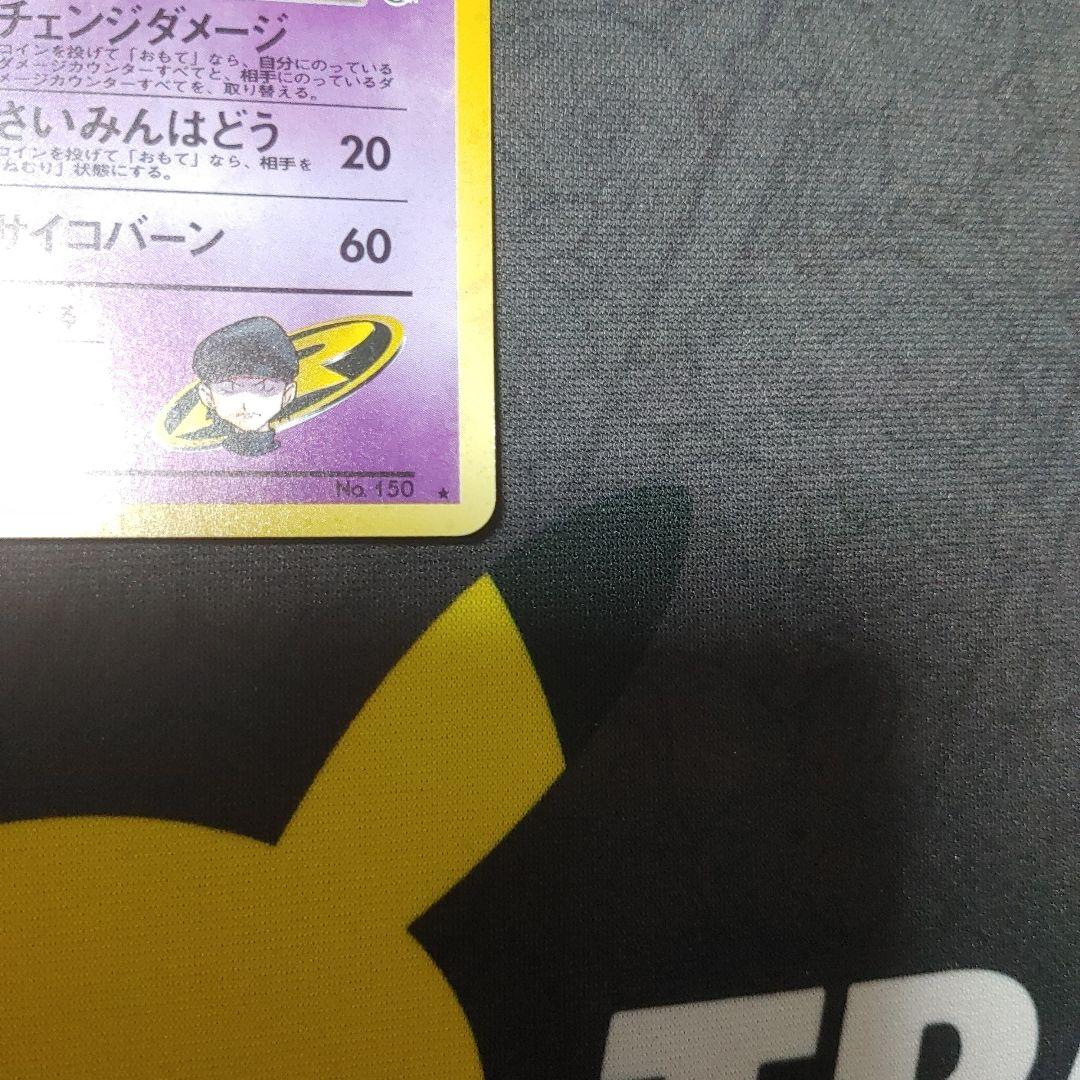 チェンジダメージ
コインを投げて「おもて」なら、自分にのっている
ダメージカウンターすべてと、相手にのっているダ
メージカウンターすべてを、取り替える。
さいみんはどう 20
コインを投げて「おもて」なら、相手を
「ねむり」状態にする。
サイコバーン 60
No. 150 ★
TRA